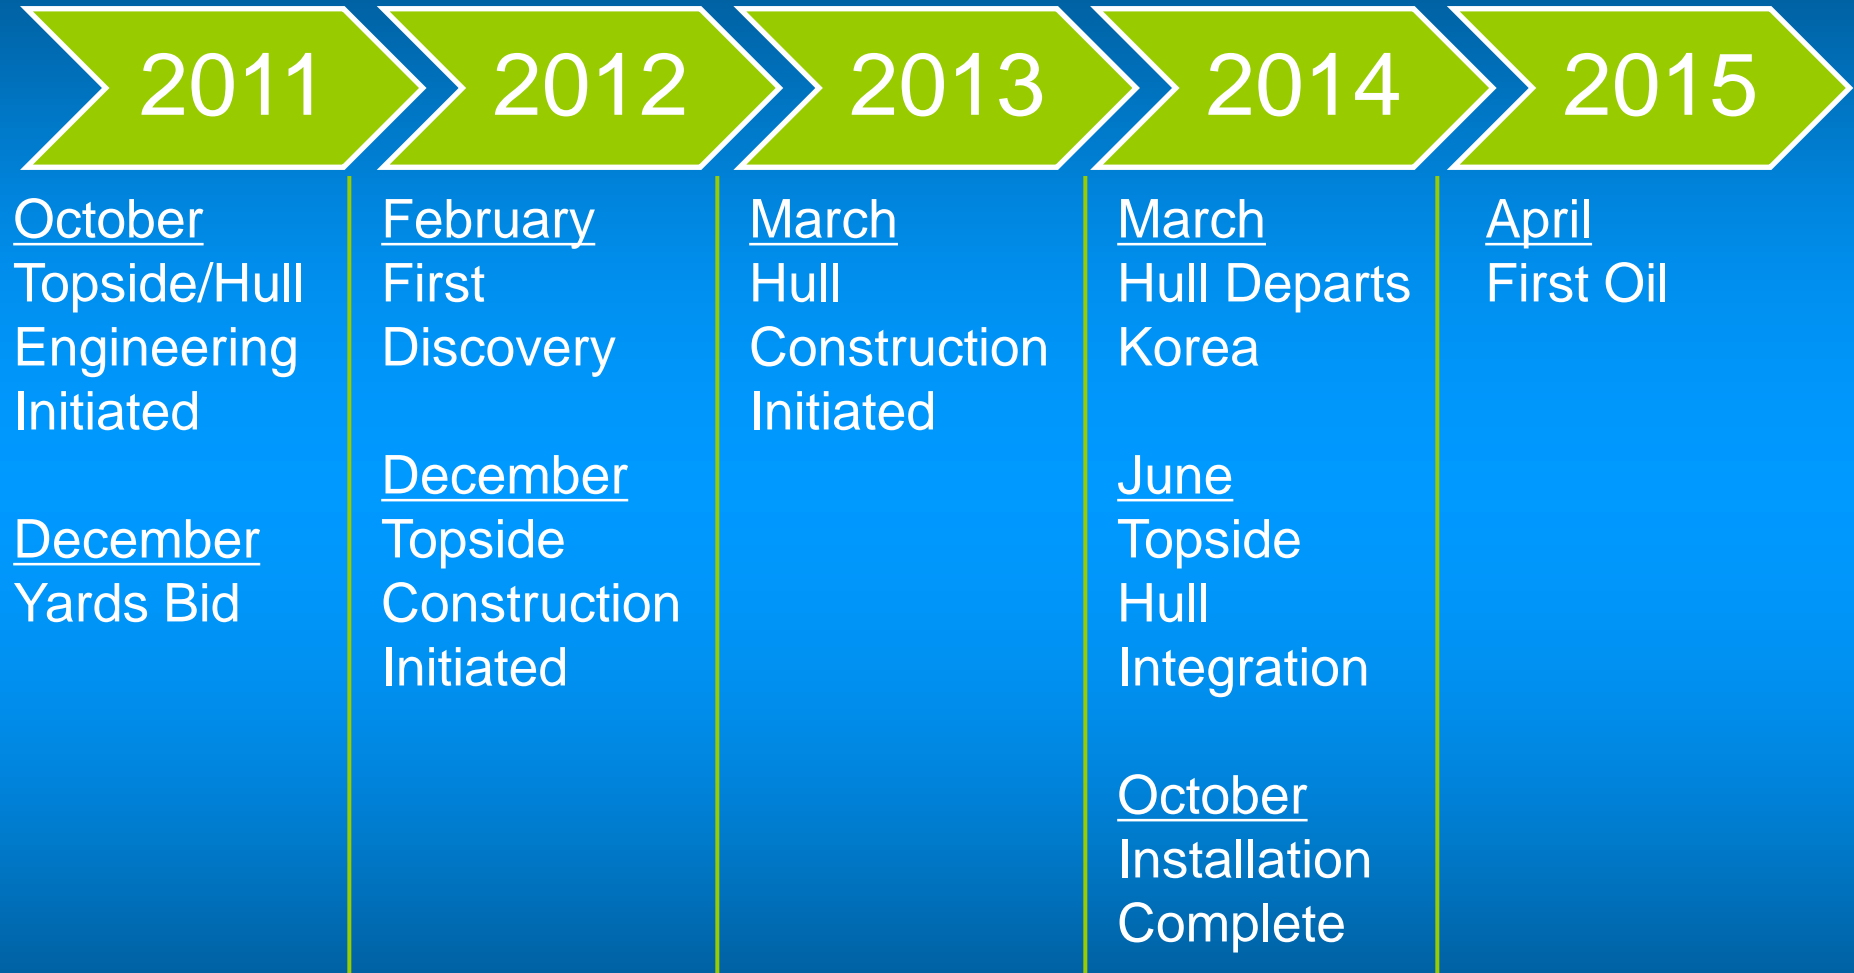 2011
2012
2013
2014
2015
October
Topside/Hull
Engineering
Initiated
December
Yards Bid
February
First
Discovery
December
Topside
Construction
Initiated
March
Hull
Construction
Initiated
March
Hull Departs
Korea
June
Topside
Hull
Integration
October
Installation
Complete
April
First Oil